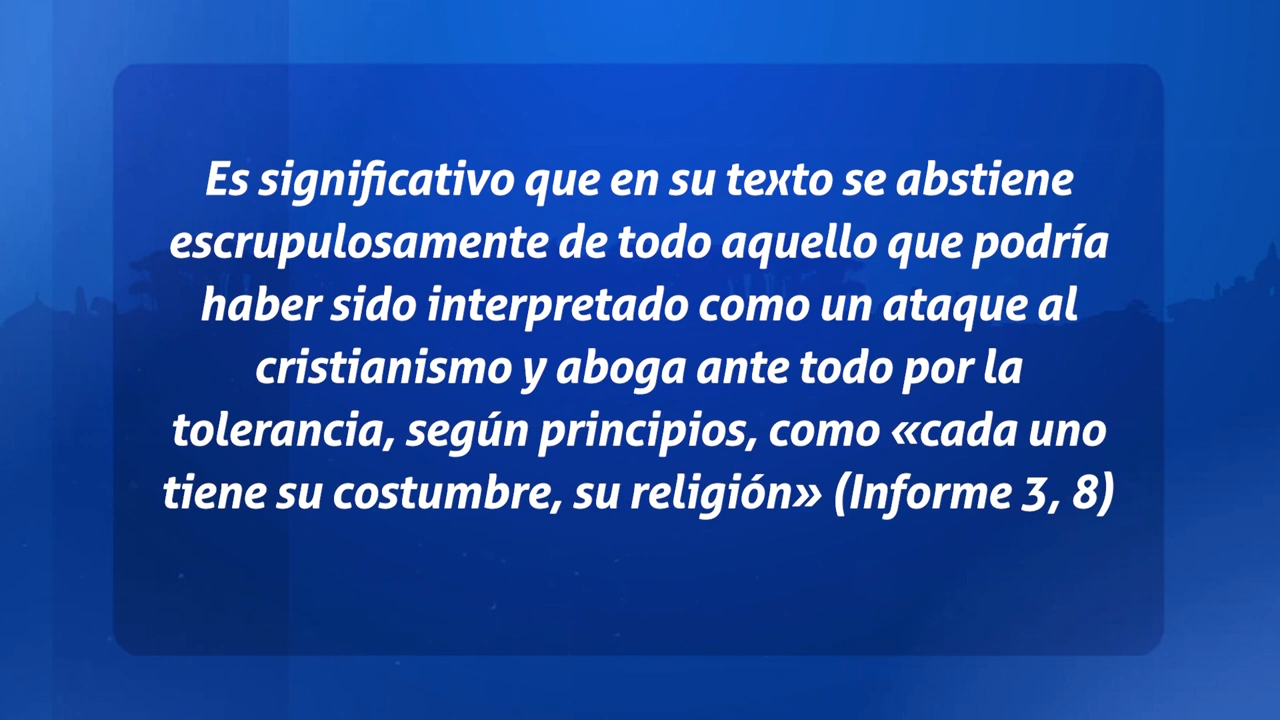 Es significativo que en su texto se abstiene
escrupulosamente de todo aquello que podría
haber sido interpretado como un ataque al
cristianismo y aboga ante todo por la
tolerancia, según principios, como «cada uno
tiene su costumbre, su religión» (Informe 3, 8)